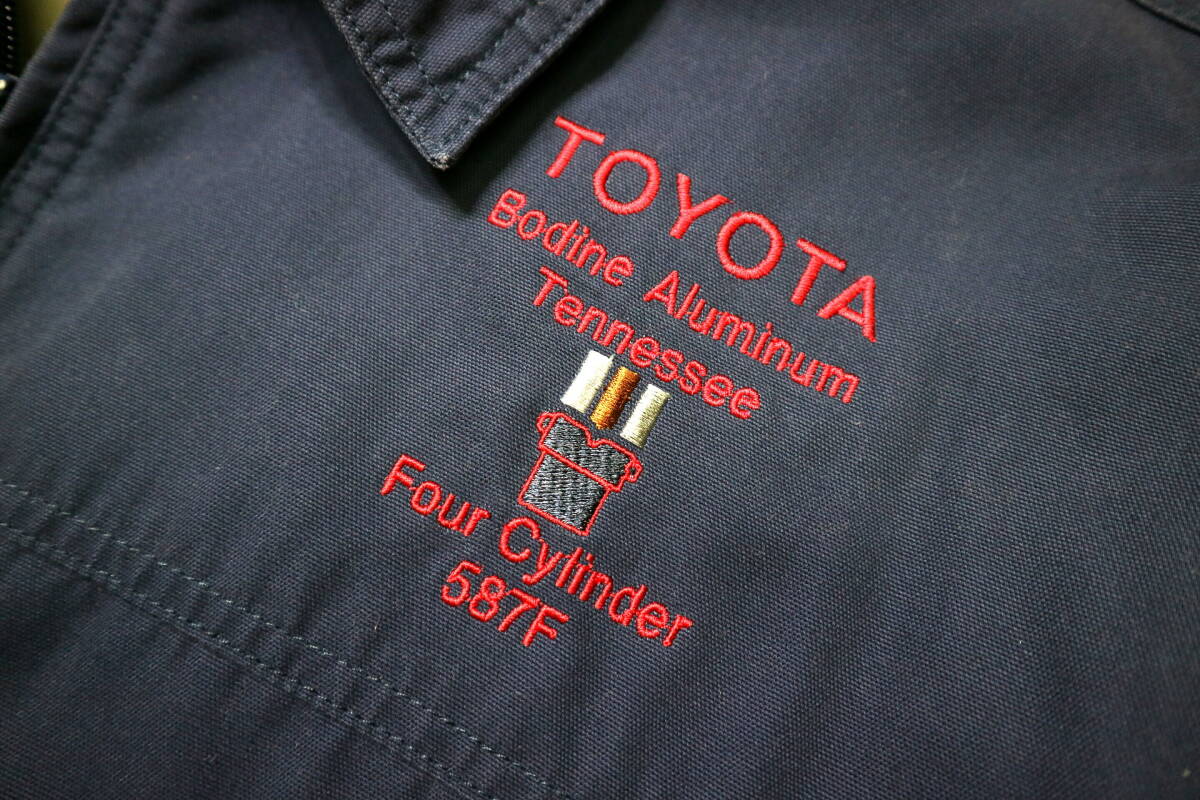 TOYOTA
Bodine Aluminum
Tennessee
Four Cylinder
587F